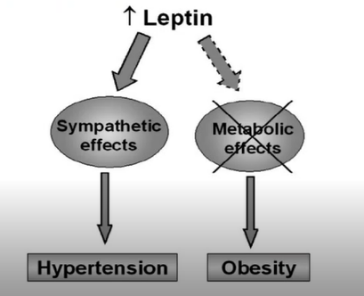 ↑ Leptin
Sympathetic
effects
Metabolic
effects
Hypertension
Obesity